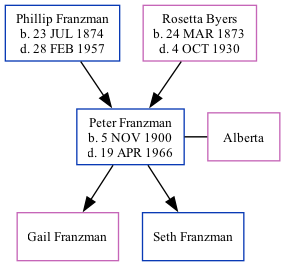 Phillip Franzman
b. 23 JUL 1874
d. 28 FEB 1957
Rosetta Byers
b. 24 MAR 1873
d. 4 OCT 1930
Peter Franzman
b. 5 NOV 1900
d. 19 APR 1966
Alberta
Gail Franzman
Seth Franzman